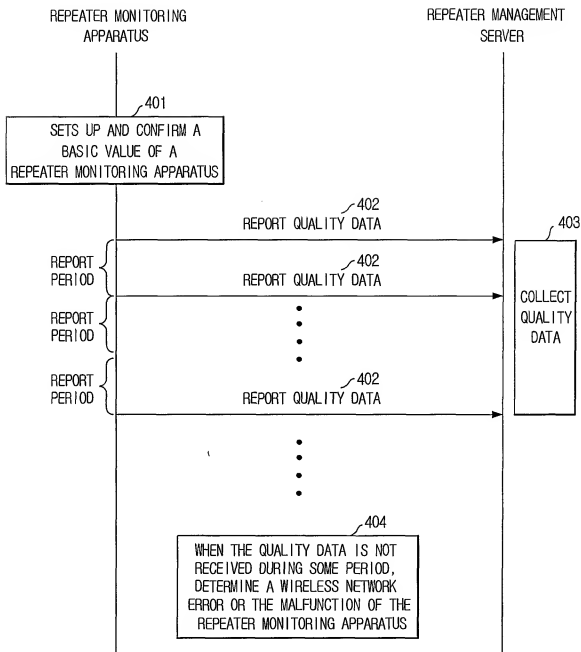 REPEATER MONITORING
APPARATUS
REPEATER MANAGEMENT
SERVER
401
SETS UP AND CONFIRM A
BASIC VALUE OF A
REPEATER MONITORING APPARATUS
402
REPORT QUALITY DATA
403
REPORT
PERIOD
402
REPORT QUALITY DATA
COLLECT
QUALITY
DATA
REPORT
PERIOD
REPORT
PERIOD
402
REPORT QUALITY DATA
404
WHEN THE QUALITY DATA IS NOT
RECEIVED DURING SOME PERIOD,
DETERMINE A WIRELESS NETWORK
ERROR OR THE MALFUNCTION OF THE
REPEATER MONITORING APPARATUS